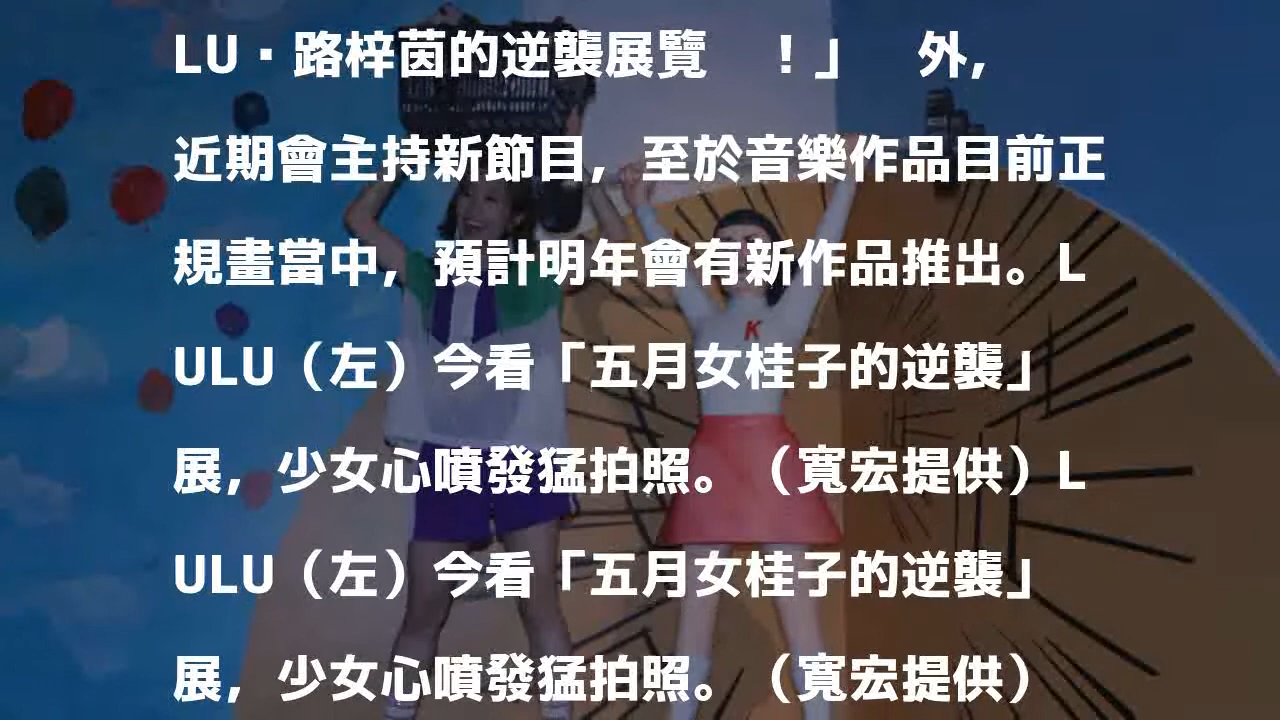 LU·路梓茵的逆襲展覽　！」　外，
近期會主持新節目，至於音樂作品目前正
規畫當中，預計明年會有新作品推出。L
ULU（左）今看「五月女桂子的逆襲」
展，少女心噴發猛拍照。（寬宏提供）L
ULU（左）今看「五月女桂子的逆襲」
展，少女心噴發猛拍照。（寬宏提供）
K